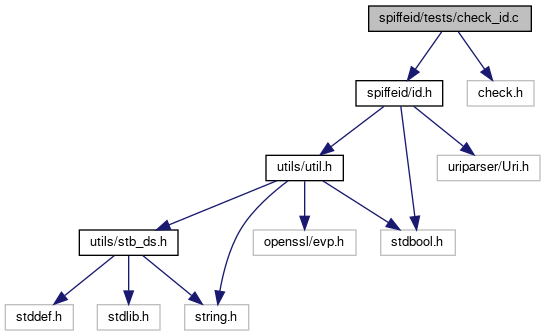 spiffeid/tests/check_id.c
spiffeid/id.h
check.h
utils/util.h
uriparser/Uri.h
utils/stb_ds.h
openssl/evp.h
stdbool.h
stddef.h
stdlib.h
string.h